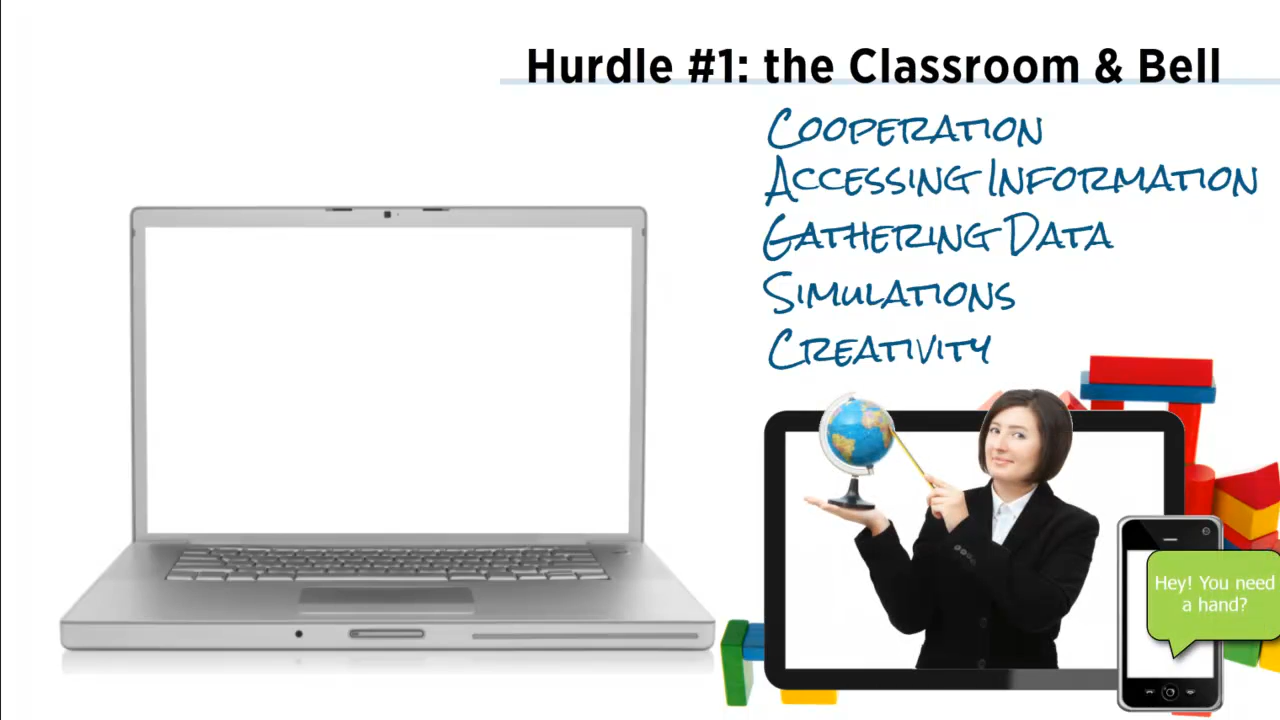 Hurdle #1: the Classroom & Bell
Cooperation
Accessing Information
Gathering Data
Simulations
Creativity
Hey! You need
a hand?